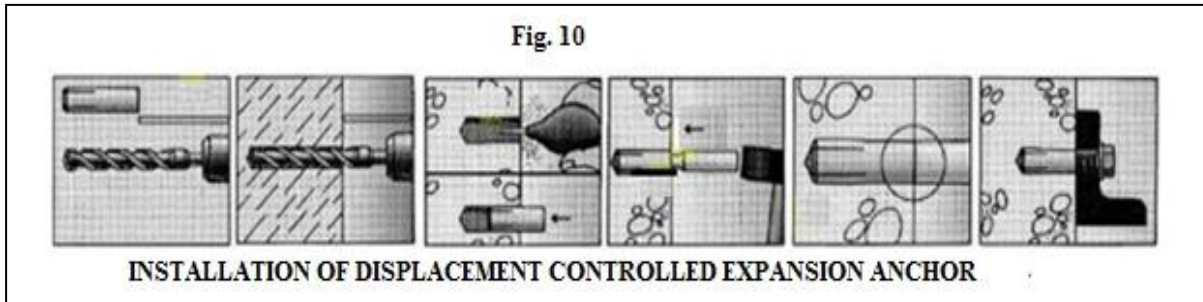 Fig. 10
INSTALLATION OF DISPLACEMENT CONTROLLED EXPANSION ANCHOR